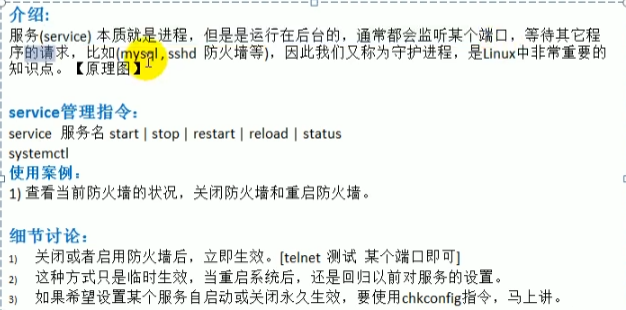 介绍:
服务(service) 本质就是进程，但是是运行在后台的，通常都会监听某个端口，等待其它程
序的请求，比如(mysql , sshd 防火墙等)，因此我们又称为守护进程，是Linux中非常重要的
知识点。【原理图】
service管理指令:
service 服务名 start | stop | restart | reload | status
systemctl
使用案例:
1) 查看当前防火墙的状况，关闭防火墙和重启防火墙。
细节讨论:
1) 关闭或者启用防火墙后，立即生效。[telnet 测试 某个端口即可]
2) 这种方式只是临时生效，当重启系统后，还是回归以前对服务的设置。
3) 如果希望设置某个服务自启动或关闭永久生效，要使用chkconfig指令，马上讲。